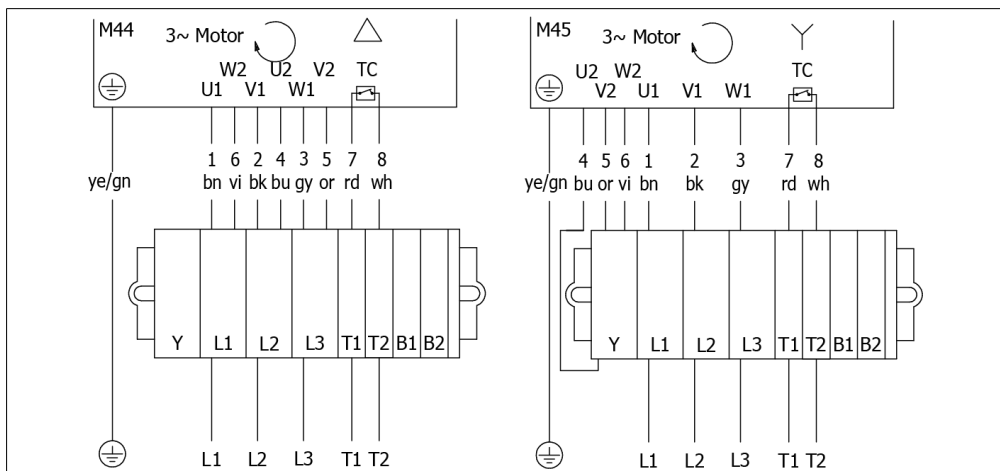 M44
3~ Motor
W2 U2 V2 TC
U1 V1 W1
1 6 2 4 3 5 7 8
ye/gn bn vi bk bu gy or rd wh
Y L1 L2 L3 T1 T2 B1 B2
L1 L2 L3 T1 T2
M45
3~ Motor
U2 W2 TC
V2 U1 V1 W1
4 5 6 1 2 3 7 8
ye/gn bu or vi bn bk gy rd wh
Y L1 L2 L3 T1 T2 B1 B2
L1 L2 L3 T1 T2